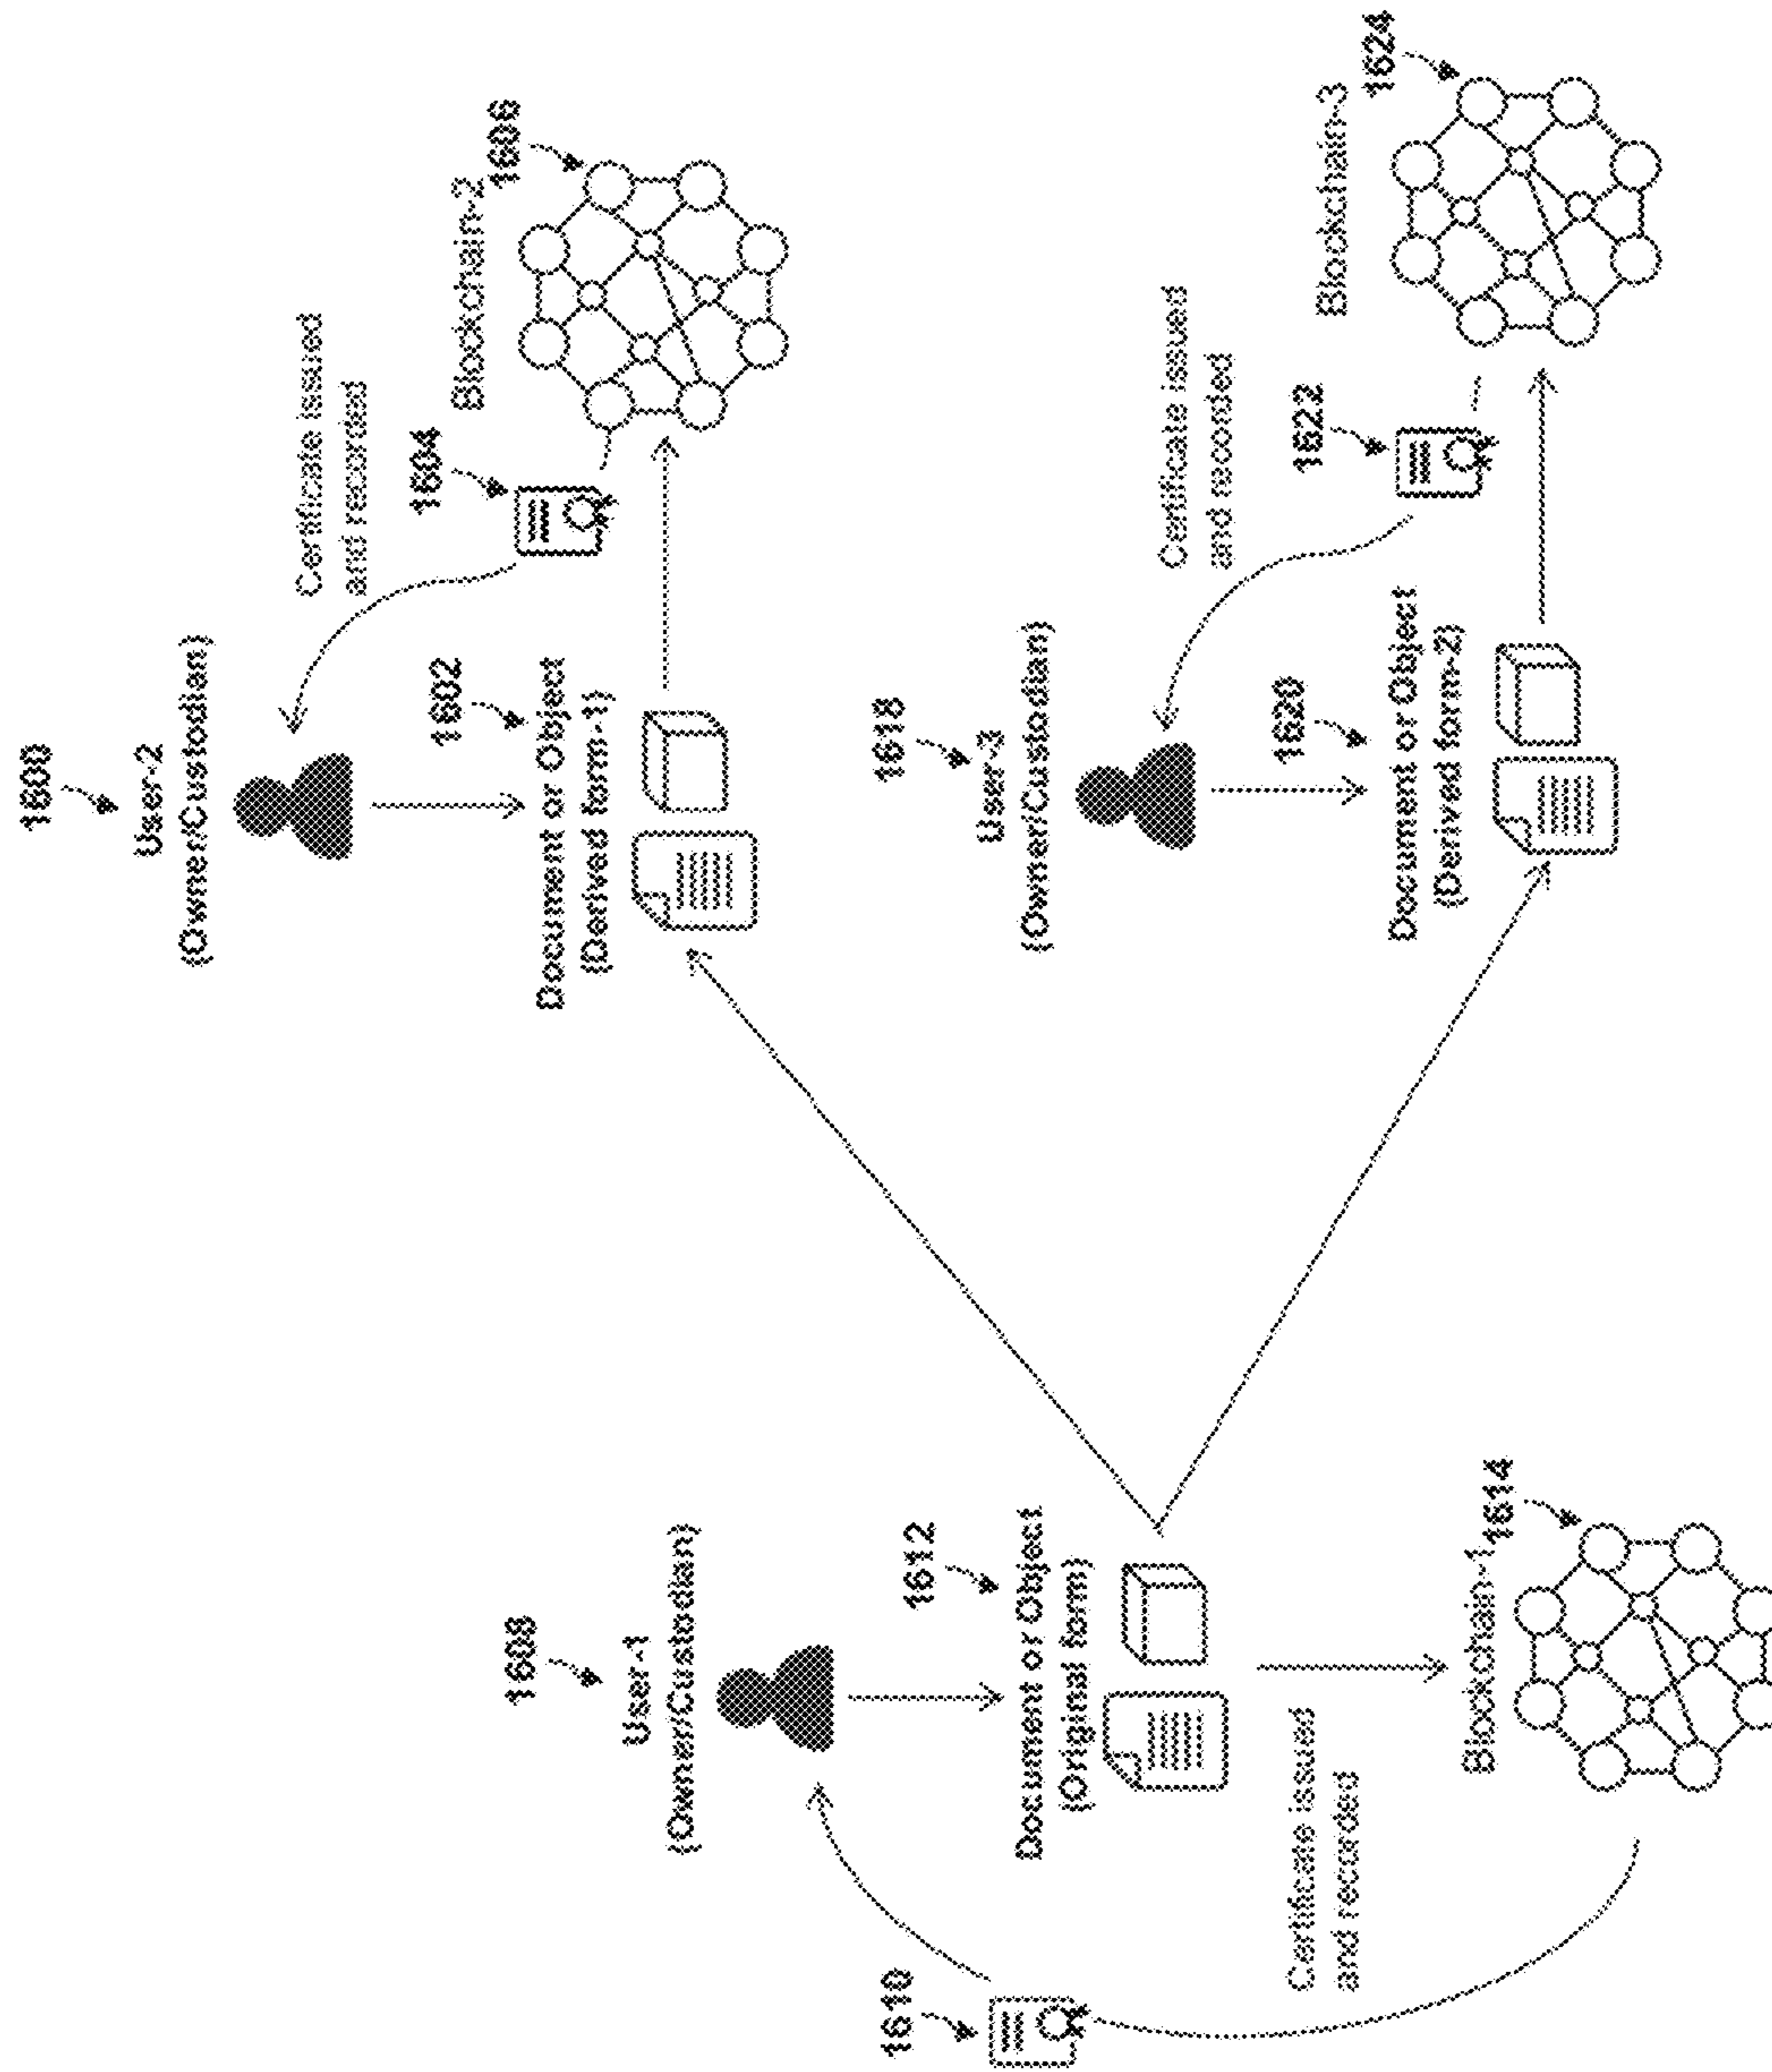 1600
User-2
(Owner/Custodian)
Certificate issued
and recorded
1602
Document or Object
(Derived form-1)
1604
Blockchain-2
1606
1608
User-1
(Owner/Custodian)
1610
1612
Document or Object
(Original form)
Certificate issued
and recorded
Blockchain-1
1614
1618
User-3
(Owner/Custodian)
Certificate issued
and recorded
1620
Document or Object
(Derived form-2)
1622
Blockchain-3
1624